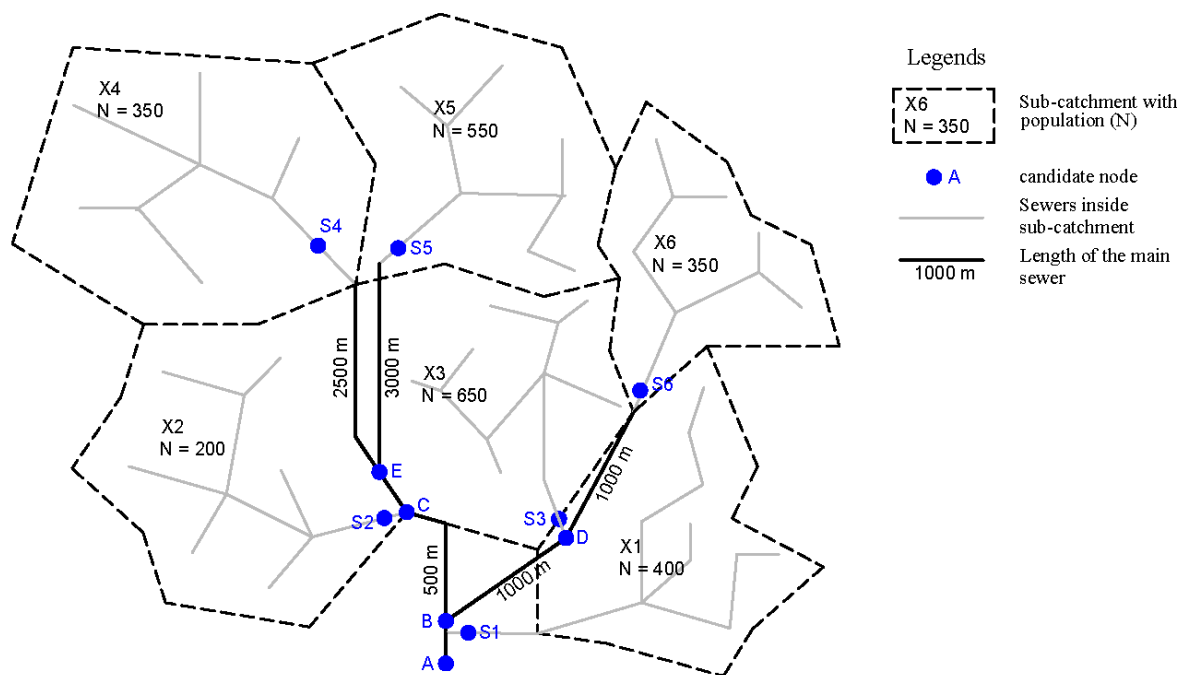 X4
N = 350
X5
N = 550
S4
S5
X6
N = 350
2500 m
3000 m
X3
N = 650
S6
X2
N = 200
E
C
S2
S3
D
1000 m
500 m
1000 m
X1
N = 400
B
S1
A
Legends
X6
N = 350
Sub-catchment with
population (N)
A
candidate node
Sewers inside
sub-catchment
1000 m
Length of the main
sewer